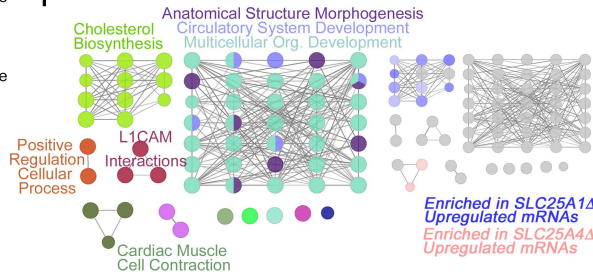 Anatomical Structure Morphogenesis
Circulatory System Development
Multicellular Org. Development
Cholesterol
Biosynthesis
e
Positive
Regulation
Cellular
Process
L1CAM
Interactions
Cardiac Muscle
Cell Contraction
Enriched in SLC25A1Δ
Upregulated mRNAs
Enriched in SLC25A4Δ
Upregulated mRNAs